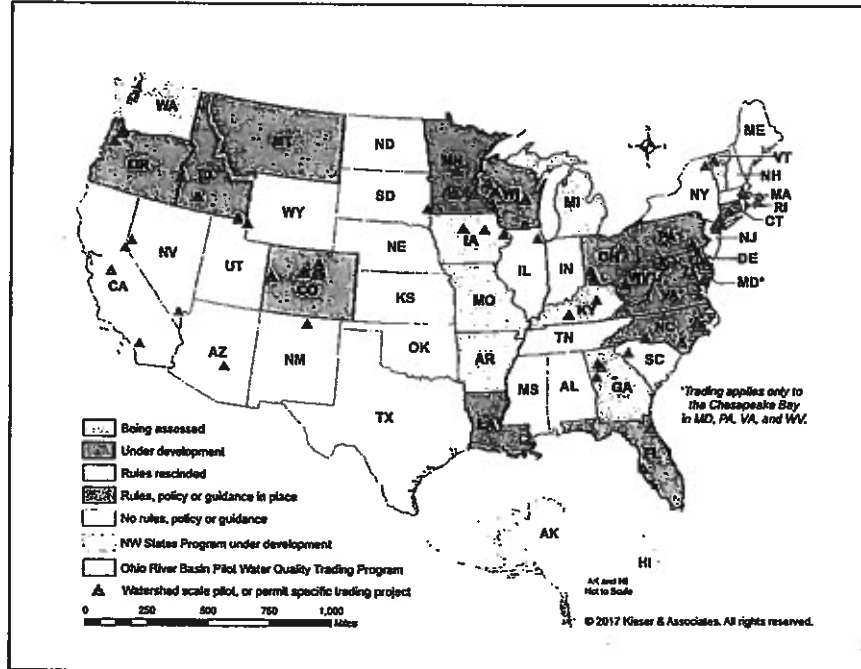 WA
ME
MT
ND
VT
OR
MN
NH
ID
SD
WI
NY
MA
WY
MI
RI
CT
IA
PA
NJ
NE
NV
OH
DE
IL
IN
UT
MD*
CA
CO
WV
VA
KS
MO
KY
NC
TN
OK
AZ
NM
AR
SC
MS
AL
GA
*Trading applies only to
the Chesapeake Bay
in MD, PA, VA, and WV.
TX
LA
FL
Being assessed
Under development
Rules rescinded
Rules, policy or guidance in place
No rules, policy or guidance
AK
NW States Program under development
HI
Ohio River Basin Pilot Water Quality Trading Program
AK and HI
Not to Scale
Watershed scale pilot, or permit specific trading project
0 250 500 750 1,000
Miles
© 2017 Kieser & Associates. All rights reserved.